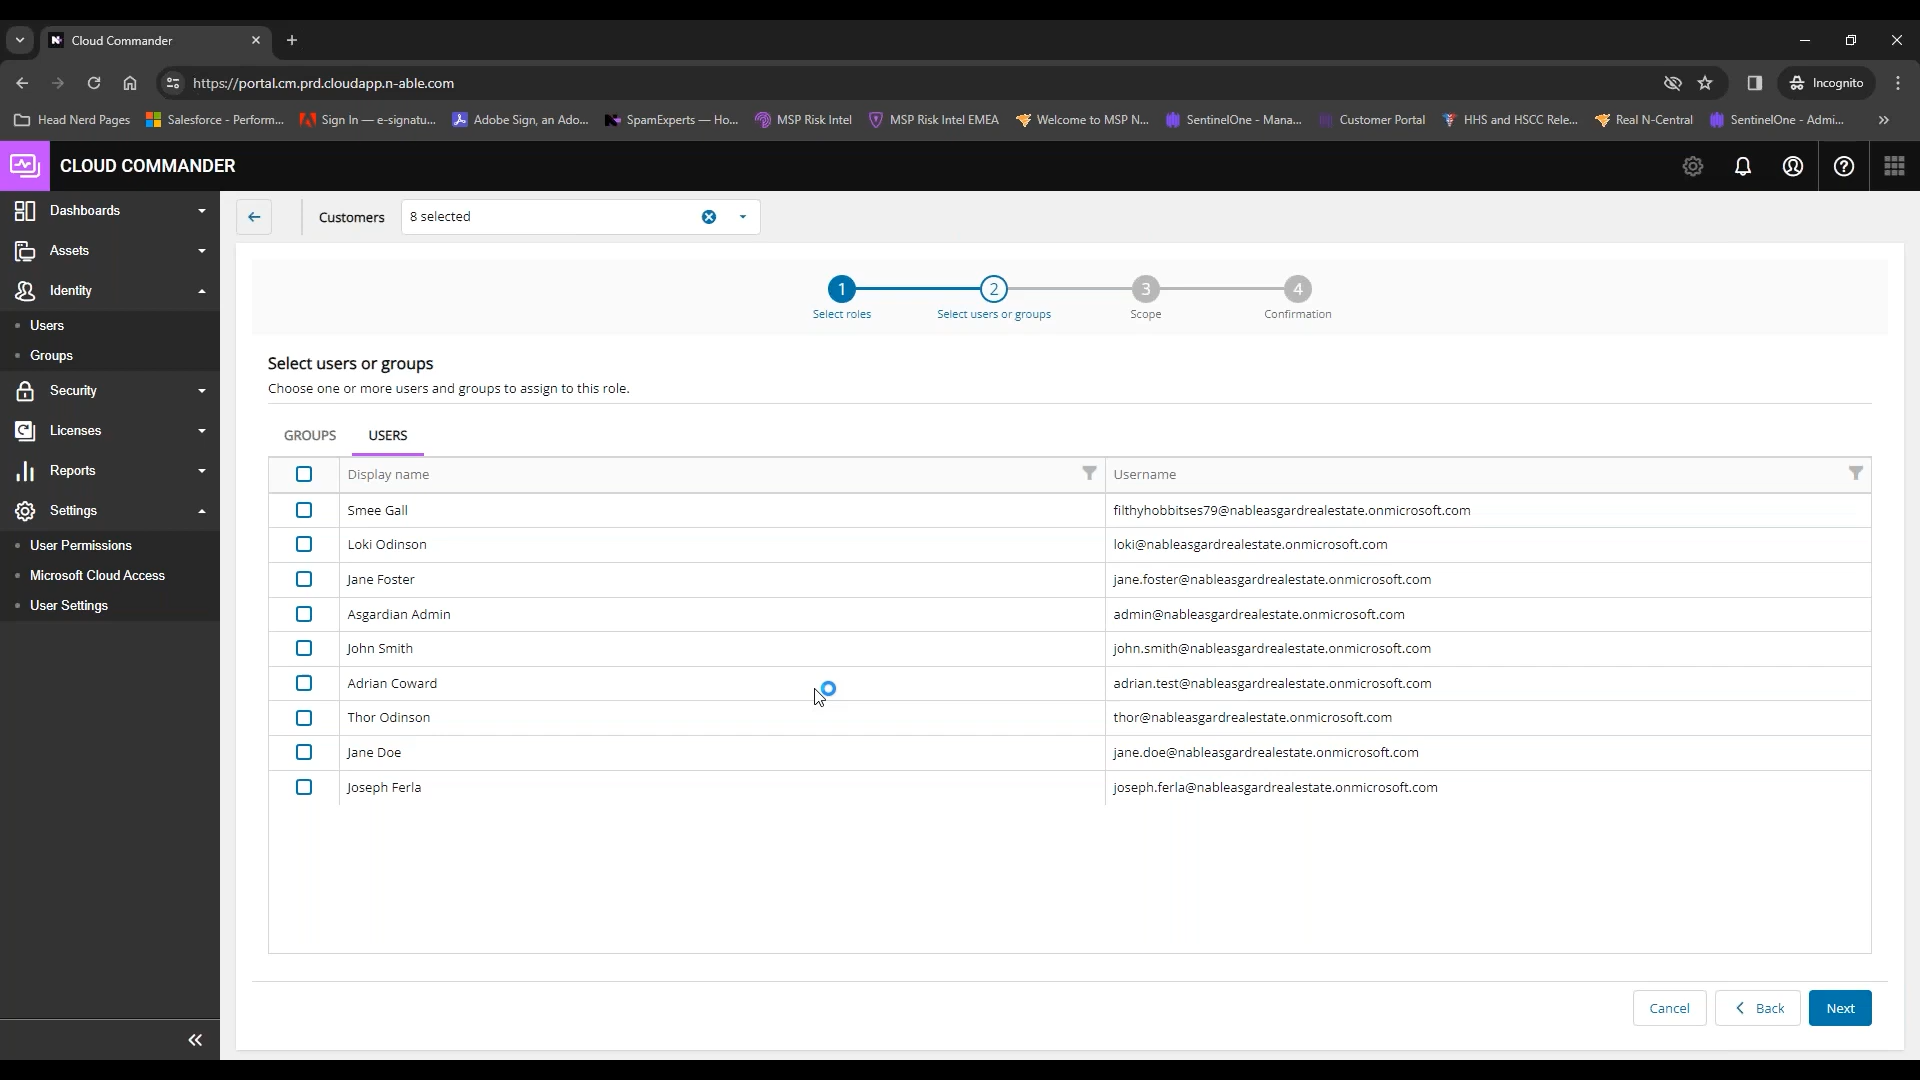 Cloud Commander
https://portal.cm.prd.cloudapp.n-able.com
Incognito
Head Nerd Pages
Salesforce - Perform...
Sign In — e-signatu...
Adobe Sign, an Ado...
SpamExperts — Ho...
MSP Risk Intel
MSP Risk Intel EMEA
Welcome to MSP N...
SentinelOne - Mana...
Customer Portal
HHS and HSCC Rele...
Real N-Central
SentinelOne - Admi...
CLOUD COMMANDER
Dashboards
Assets
Identity
Users
Groups
Security
Licenses
Reports
Settings
User Permissions
Microsoft Cloud Access
User Settings
Customers
8 selected
1
2
3
4
Select roles
Select users or groups
Scope
Confirmation
Select users or groups
Choose one or more users and groups to assign to this role.
GROUPS
USERS
Display name
Username
Smee Gall
filthyhobbitses79@nableasgardrealestate.onmicrosoft.com
Loki Odinson
loki@nableasgardrealestate.onmicrosoft.com
Jane Foster
jane.foster@nableasgardrealestate.onmicrosoft.com
Asgardian Admin
admin@nableasgardrealestate.onmicrosoft.com
John Smith
john.smith@nableasgardrealestate.onmicrosoft.com
Adrian Coward
adrian.test@nableasgardrealestate.onmicrosoft.com
Thor Odinson
thor@nableasgardrealestate.onmicrosoft.com
Jane Doe
jane.doe@nableasgardrealestate.onmicrosoft.com
Joseph Ferla
joseph.ferla@nableasgardrealestate.onmicrosoft.com
Cancel
Back
Next